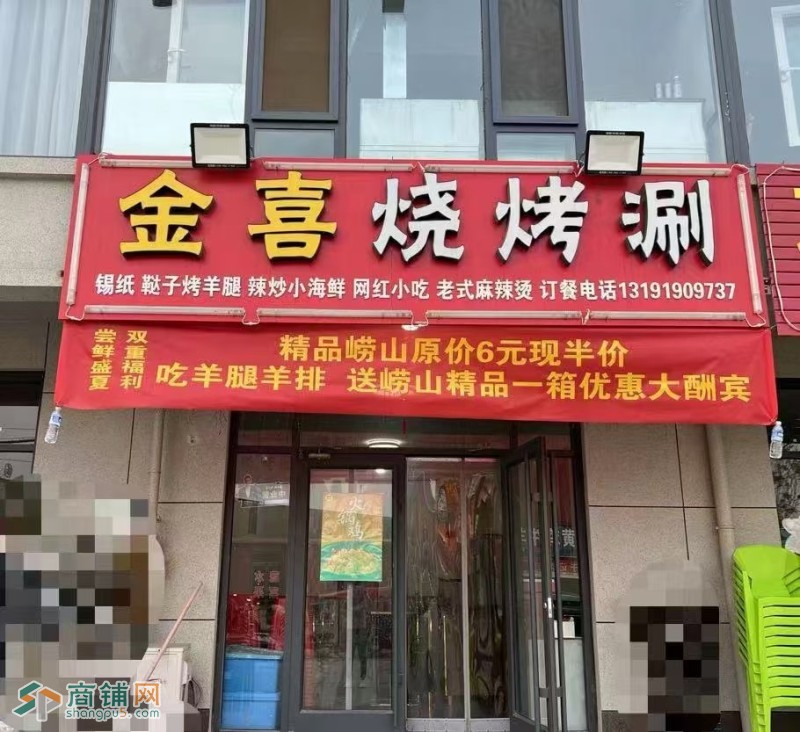 金喜烧烤涮
锡纸 鞑子烤羊腿 辣炒小海鲜 网红小吃 老式麻辣烫 订餐电话13191909737
双重福利
尝鲜盛夏
精品崂山原价6元现半价
吃羊腿羊排 送崂山精品一箱优惠大酬宾
火锅鸡
商铺网
shangpu5.com